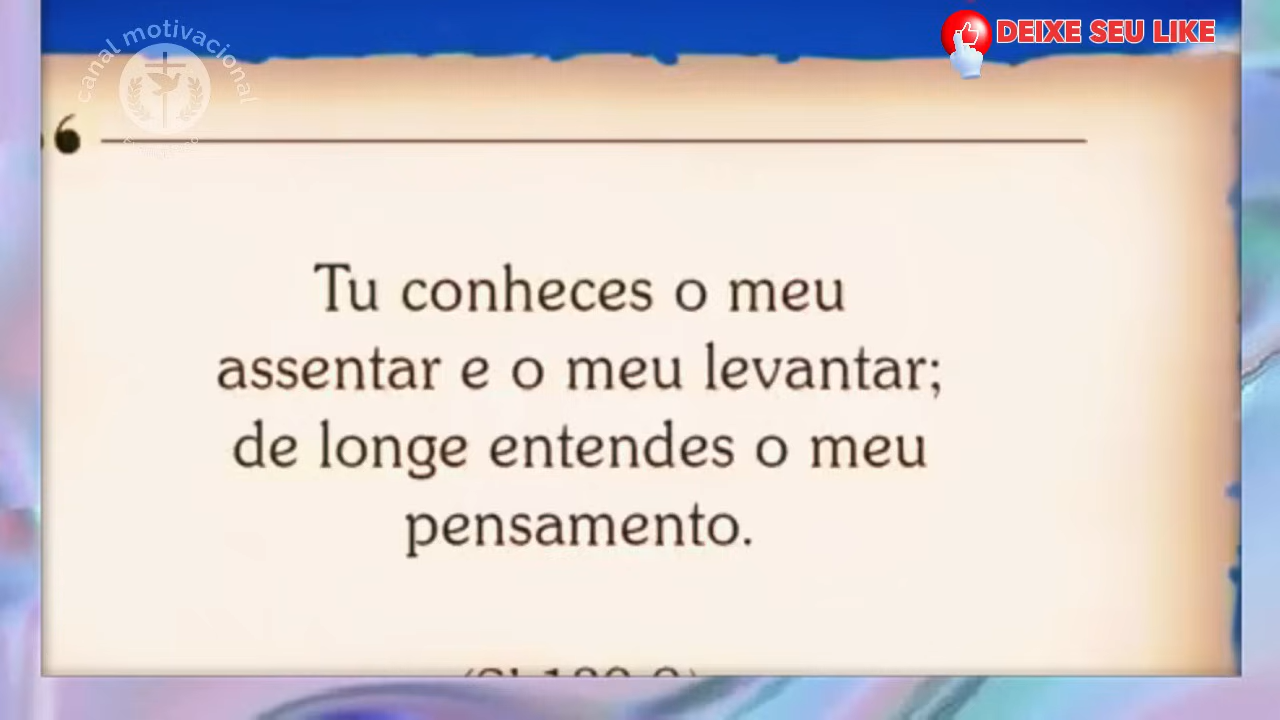 canal motivacional
DEIXE SEU LIKE
Tu conheces o meu
assentar e o meu levantar;
de longe entendes o meu
pensamento.